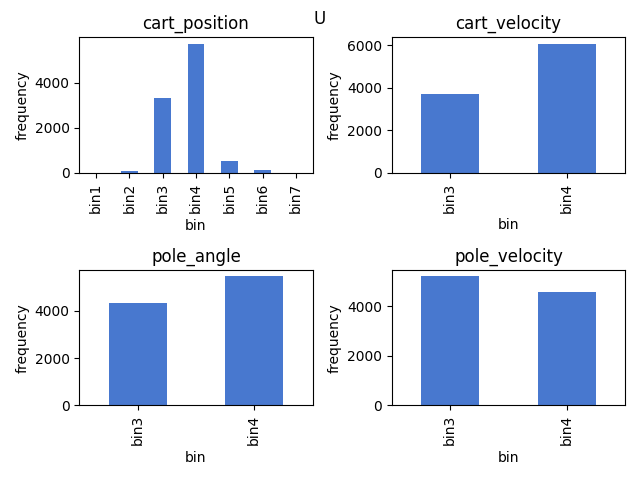 U
cart_position
frequency
4000
2000
0
bin1
bin2
bin3
bin4
bin5
bin6
bin7
bin
cart_velocity
frequency
6000
4000
2000
0
bin3
bin4
bin
pole_angle
frequency
4000
2000
0
bin3
bin4
bin
pole_velocity
frequency
4000
2000
0
bin3
bin4
bin